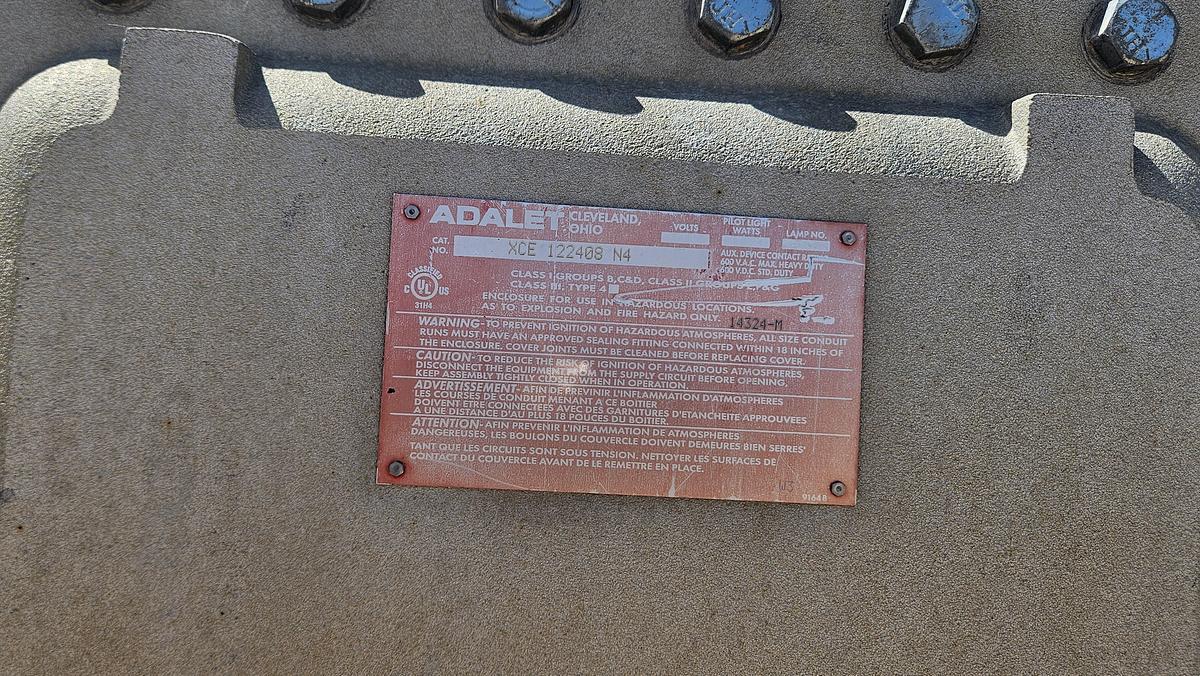 ADALET CLEVELAND, OHIO
VOLTS
PILOT LIGHT WATTS
LAMP NO.
CAT. NO. XCE 122408 N4
AUX. DEVICE CONTACT
600 V.A.C. MAX. HEAVY DUTY
600 V.D.C. STD. DUTY
CLASSIFIED
C UL US
31H4
CLASS I GROUPS B,C&D, CLASS II GROUPS F&G
CLASS III, TYPE 4
ENCLOSURE FOR USE IN HAZARDOUS LOCATIONS.
AS TO EXPLOSION AND FIRE HAZARD ONLY.
14324-M
WARNING-TO PREVENT IGNITION OF HAZARDOUS ATMOSPHERES, ALL SIZE CONDUIT
RUNS MUST HAVE AN APPROVED SEALING FITTING CONNECTED WITHIN 18 INCHES OF
THE ENCLOSURE. COVER JOINTS MUST BE CLEANED BEFORE REPLACING COVER.
CAUTION-TO REDUCE THE RISK OF IGNITION OF HAZARDOUS ATMOSPHERES,
DISCONNECT THE EQUIPMENT FROM THE SUPPLY CIRCUIT BEFORE OPENING.
KEEP ASSEMBLY TIGHTLY CLOSED WHEN IN OPERATION.
ADVERTISSEMENT-AFIN DE PREVINIR L'INFLAMMATION D'ATMOSPHERES
LES COURSES DE CONDUIT MENANT A CE BOITIER
DOIVENT ETRE CONNECTEES AVEC DES GARNITURES D'ETANCHEITE APPROUVEES
A UNE DISTANCE D'AU PLUS 18 POUCES DU BOITIER.
ATTENTION-AFIN PREVENIR L'INFLAMMATION DE ATMOSPHERES
DANGEREUSES, LES BOULONS DU COUVERCLE DOIVENT DEMEURES BIEN SERRES'
TANT QUE LES CIRCUITS SONT SOUS TENSION. NETTOYER LES SURFACES DE
CONTACT DU COUVERCLE AVANT DE LE REMETTRE EN PLACE.
W3
9164B